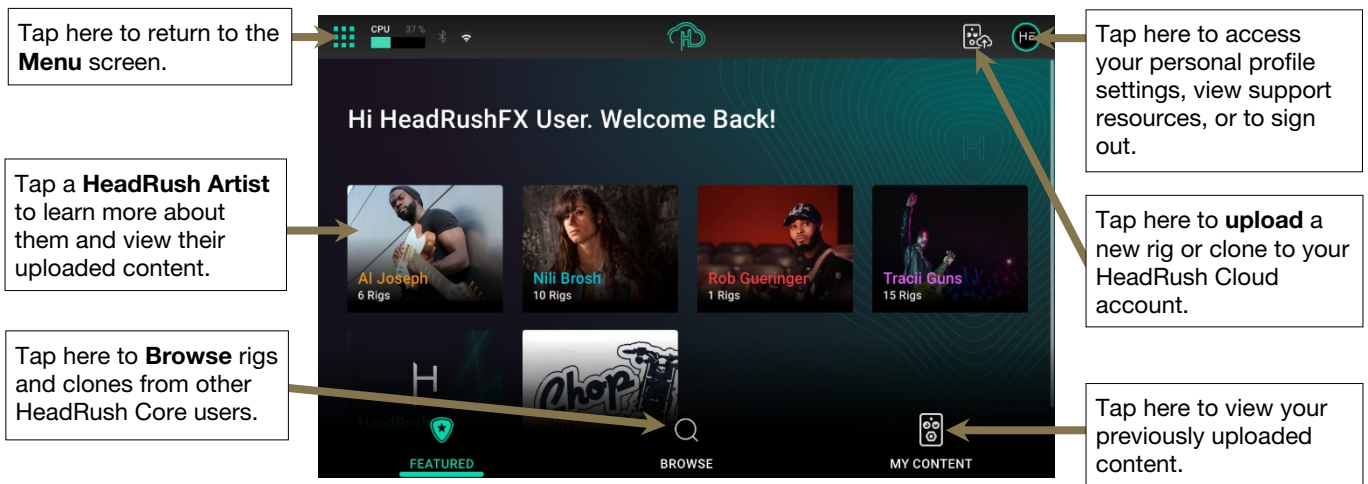 Tap here to return to the
Menu screen.
Tap a HeadRush Artist
to learn more about
them and view their
uploaded content.
Tap here to Browse rigs
and clones from other
HeadRush Core users.
CPU 37%
HE
Hi HeadRushFX User. Welcome Back!
H
Al Joseph
6 Rigs
Nili Brosh
10 Rigs
Rob Gueringer
1 Rigs
Tracii Guns
15 Rigs
H
HeadRush
Chop
FEATURED
BROWSE
MY CONTENT
Tap here to access
your personal profile
settings, view support
resources, or to sign
out.
Tap here to upload a
new rig or clone to your
HeadRush Cloud
account.
Tap here to view your
previously uploaded
content.